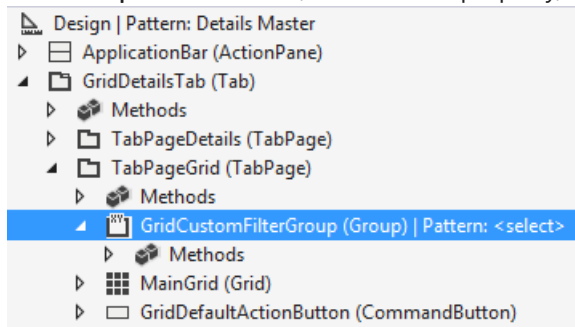 Design | Pattern: Details Master
ApplicationBar (ActionPane)
GridDetailsTab (Tab)
Methods
TabPageDetails (TabPage)
TabPageGrid (TabPage)
Methods
GridCustomFilterGroup (Group) | Pattern: <select>
Methods
MainGrid (Grid)
GridDefaultActionButton (CommandButton)